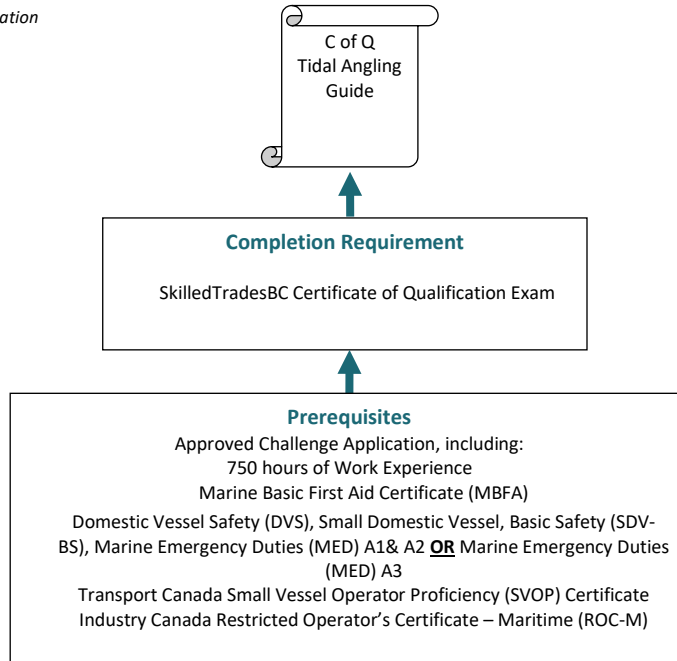 ation
C of Q
Tidal Angling
Guide
Completion Requirement
SkilledTradesBC Certificate of Qualification Exam
Prerequisites
Approved Challenge Application, including:
750 hours of Work Experience
Marine Basic First Aid Certificate (MBFA)
Domestic Vessel Safety (DVS), Small Domestic Vessel, Basic Safety (SDV-
BS), Marine Emergency Duties (MED) A1& A2 OR Marine Emergency Duties
(MED) A3
Transport Canada Small Vessel Operator Proficiency (SVOP) Certificate
Industry Canada Restricted Operator’s Certificate – Maritime (ROC-M)